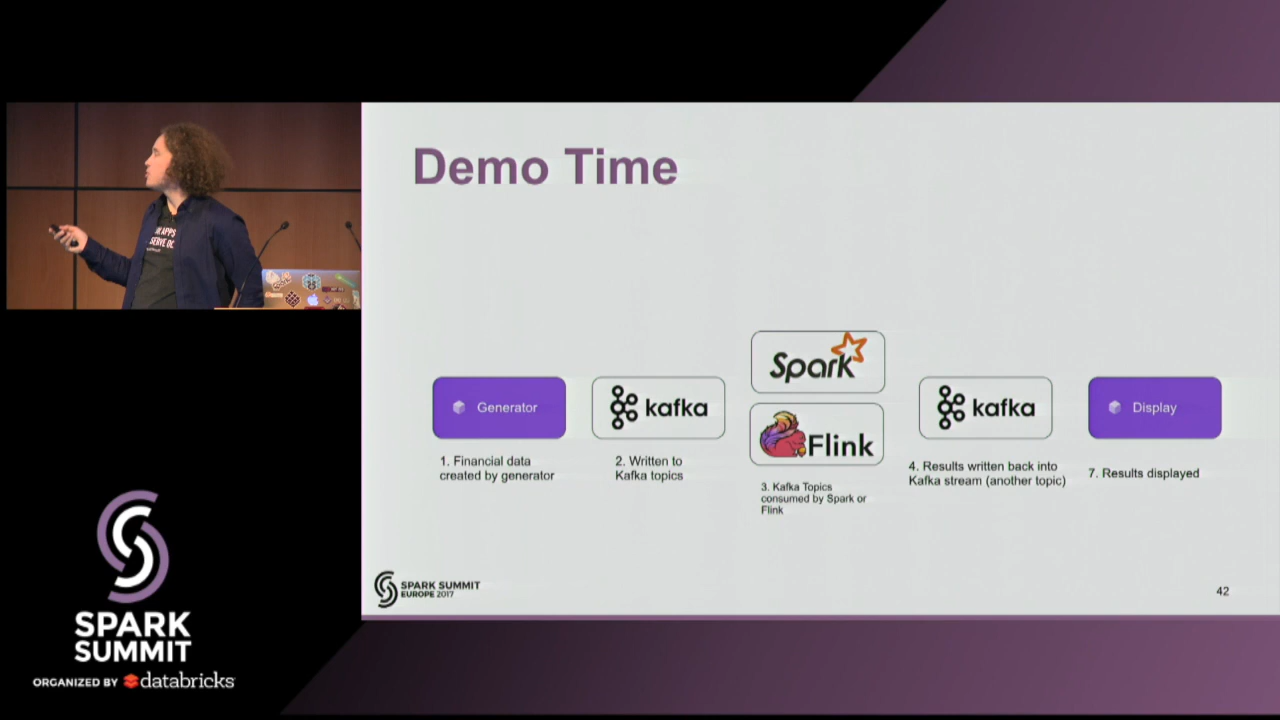 Demo Time
Spark
Flink
Generator
kafka
kafka
Display
1. Financial data
created by generator
2. Written to
Kafka topics
3. Kafka Topics
consumed by Spark or
Flink
4. Results written back into
Kafka stream (another topic)
7. Results displayed
SPARK SUMMIT
EUROPE 2017
42
SPARK
SUMMIT
ORGANIZED BY databricks
APPS
SERVE